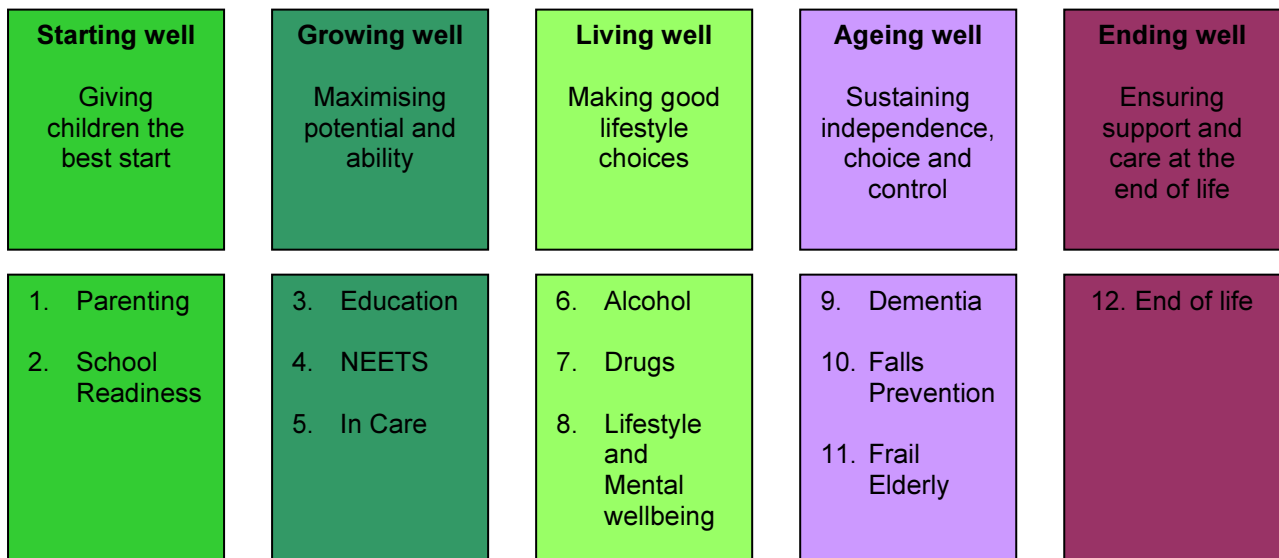 Starting well
Giving
children the
best start
Growing well
Maximising
potential and
ability
Living well
Making good
lifestyle
choices
Ageing well
Sustaining
independence,
choice and
control
Ending well
Ensuring
support and
care at the
end of life
1. Parenting
2. School
Readiness
3. Education
4. NEETS
5. In Care
6. Alcohol
7. Drugs
8. Lifestyle
and
Mental
wellbeing
9. Dementia
10. Falls
Prevention
11. Frail
Elderly
12. End of life